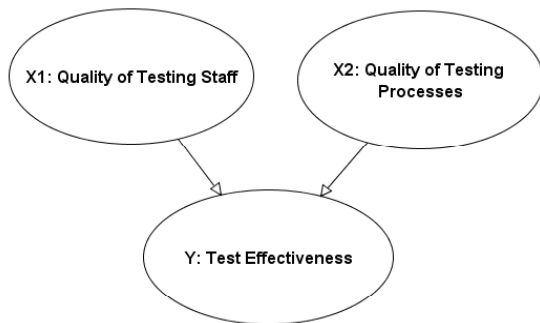 X1: Quality of Testing Staff
X2: Quality of Testing
Processes
Y: Test Effectiveness